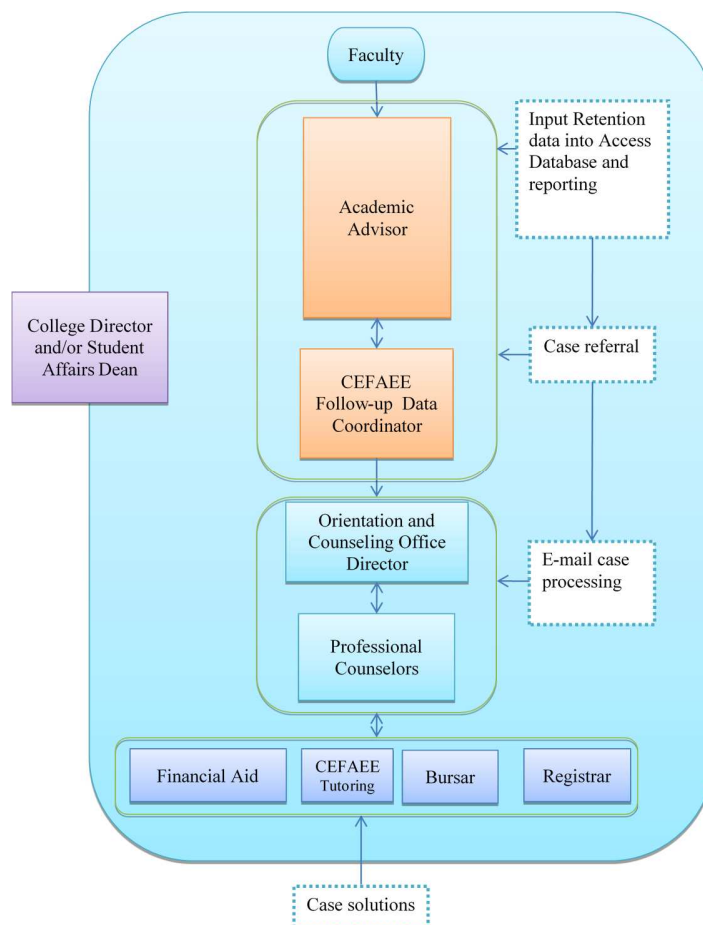 Faculty
Input Retention
data into Access
Database and
reporting
Academic
Advisor
College Director
and/or Student
Affairs Dean
Case referral
CEFAEE
Follow-up Data
Coordinator
Orientation and
Counseling Office
Director
E-mail case
processing
Professional
Counselors
Financial Aid
CEFAEE
Tutoring
Bursar
Registrar
Case solutions